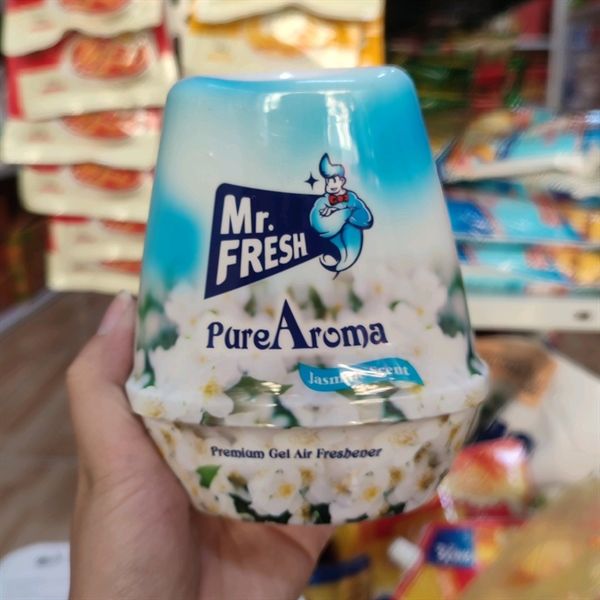 Mr.
FRESH
PureAroma
Jasmine Scent
Premium Gel Air Freshener